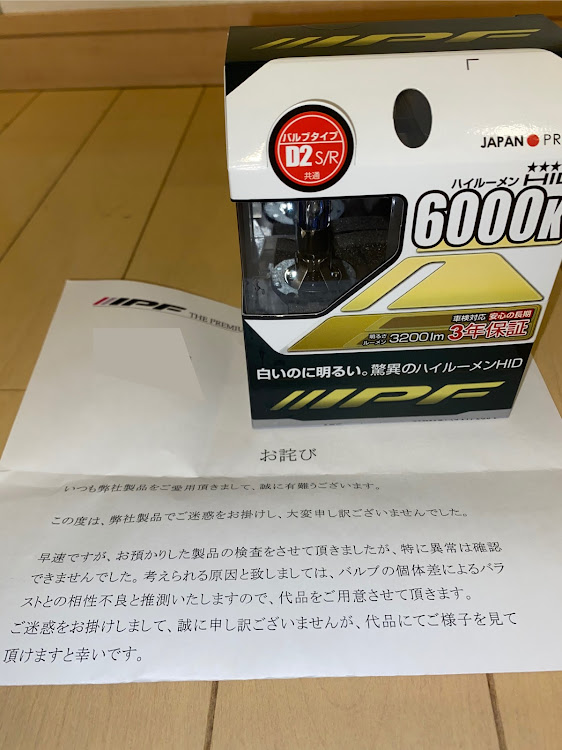 IPF
JAPAN PR
バルブタイプ
D2 S/R
共通
ハイルーメン HID
6000K
車検対応 安心の長期
3年保証
明るさ
ルーメン 3200lm
白いのに明るい。驚異のハイルーメンHID
IPF
IPF THE PREMIU
お詫び
いつも弊社製品をご愛用頂きまして、誠に有難うございます。
この度は、弊社製品でご迷惑をお掛けし、大変申し訳ございませんでした。
早速ですが、お預かりした製品の検査をさせて頂きましたが、特に異常は確認
できませんでした。考えられる原因と致しましては、バルブの個体差によるバラ
ストとの相性不良と推測いたしますので、代品をご用意させて頂きます。
ご迷惑をお掛けしまして、誠に申し訳ございませんが、代品にてご様子を見て
頂けますと幸いです。